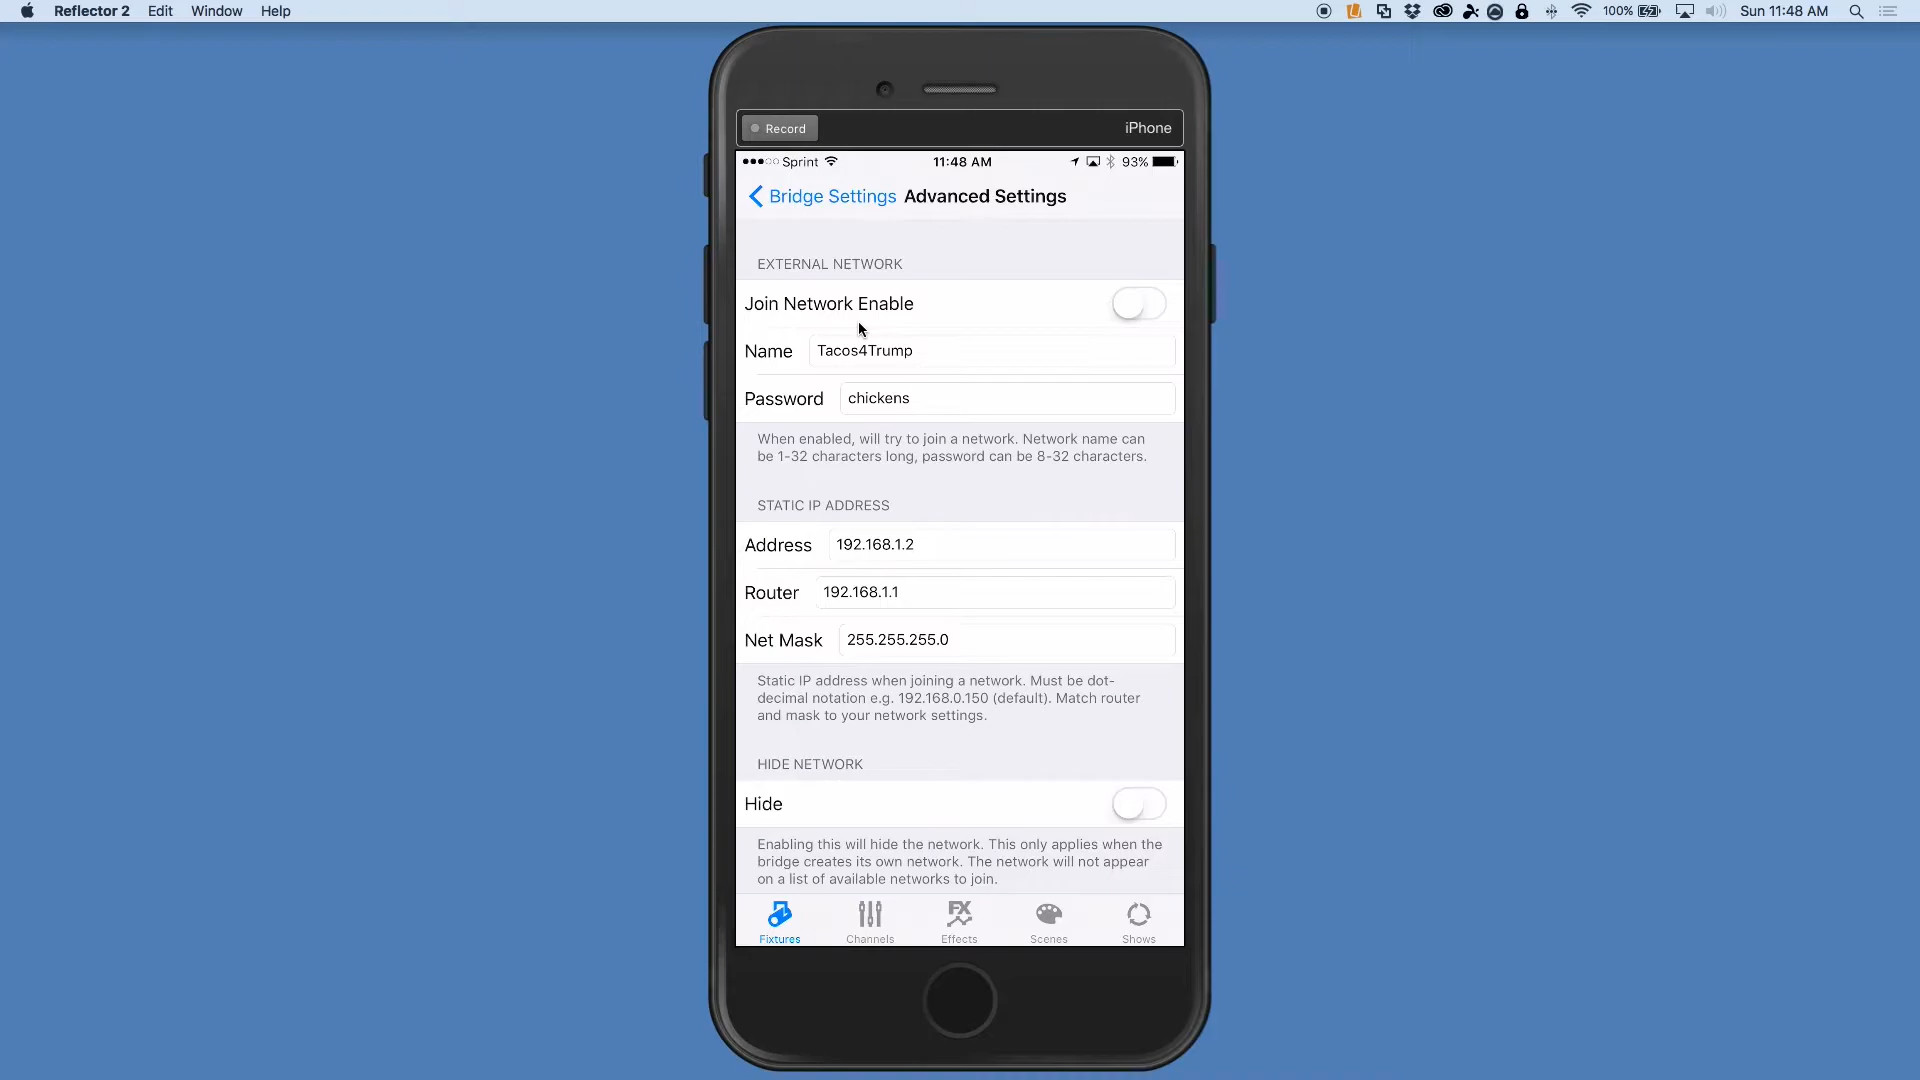 Reflector 2 Edit Window Help 100% Sun 11:48 AM
Record iPhone
Sprint 11:48 AM 93%
Bridge Settings Advanced Settings
EXTERNAL NETWORK
Join Network Enable
Name Tacos4Trump
Password chickens
When enabled, will try to join a network. Network name can
be 1-32 characters long, password can be 8-32 characters.
STATIC IP ADDRESS
Address 192.168.1.2
Router 192.168.1.1
Net Mask 255.255.255.0
Static IP address when joining a network. Must be dot-
decimal notation e.g. 192.168.0.150 (default). Match router
and mask to your network settings.
HIDE NETWORK
Hide
Enabling this will hide the network. This only applies when the
bridge creates its own network. The network will not appear
on a list of available networks to join.
FX
Fixtures Channels Effects Scenes Shows